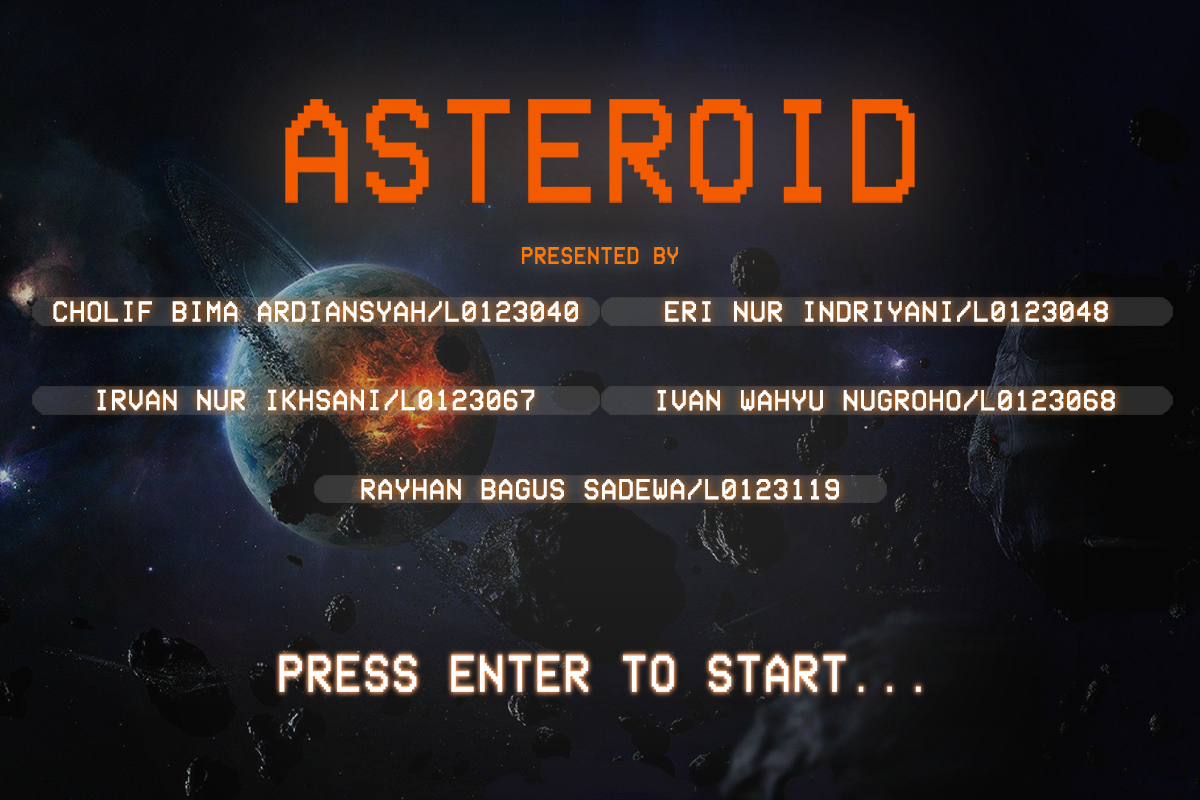 ASTEROID
PRESENTED BY
CHOLIF BIMA ARDIANSYAH/L0123040
ERI NUR INDRIYANI/L0123048
IRVAN NUR IKHSANI/L0123067
IVAN WAHYU NUGROHO/L0123068
RAYHAN BAGUS SADEWA/L0123119
PRESS ENTER TO START...